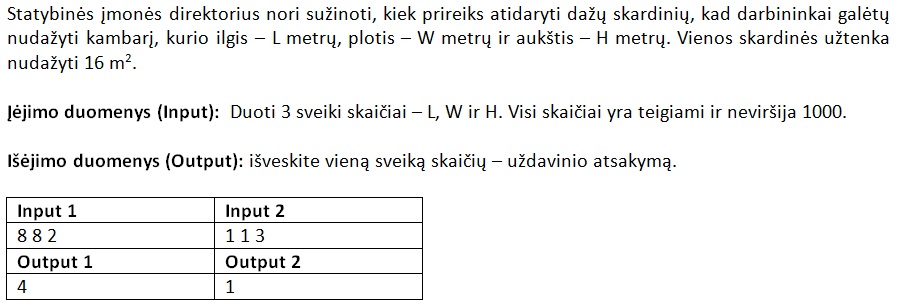 Statybinės įmonės direktorius nori sužinoti, kiek prireiks atidaryti dažų skardinių, kad darbininkai galėtų
nudažyti kambarį, kurio ilgis – L metrų, plotis – W metrų ir aukštis – H metrų. Vienos skardinės užtenka
nudažyti 16 m².
Įėjimo duomenys (Input): Duoti 3 sveiki skaičiai – L, W ir H. Visi skaičiai yra teigiami ir neviršija 1000.
Išėjimo duomenys (Output): išveskite vieną sveiką skaičių – uždavinio atsakymą.
Input 1 Input 2
8 8 2 1 1 3
Output 1 Output 2
4 1